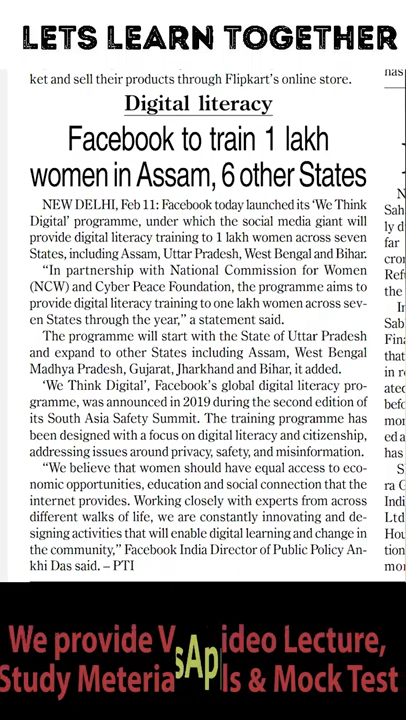 LETS LEARN TOGETHER
ket and sell their products through Flipkart's online store.
Digital literacy
Facebook to train 1 lakh
women in Assam, 6 other States
NEW DELHI, Feb 11: Facebook today launched its 'We Think
Digital' programme, under which the social media giant will
provide digital literacy training to 1 lakh women across seven
States, including Assam, Uttar Pradesh, West Bengal and Bihar.
"In partnership with National Commission for Women
(NCW) and Cyber Peace Foundation, the programme aims to
provide digital literacy training to one lakh women across sev-
en States through the year," a statement said.
The programme will start with the State of Uttar Pradesh
and expand to other States including Assam, West Bengal
Madhya Pradesh, Gujarat, Jharkhand and Bihar, it added.
'We Think Digital', Facebook's global digital literacy pro-
gramme, was announced in 2019 during the second edition of
its South Asia Safety Summit. The training programme has
been designed with a focus on digital literacy and citizenship,
addressing issues around privacy, safety, and misinformation.
"We believe that women should have equal access to eco-
nomic opportunities, education and social connection that the
internet provides. Working closely with experts from across
different walks of life, we are constantly innovating and de-
signing activities that will enable digital learning and change in
the community," Facebook India Director of Public Policy An-
khi Das said. – PTI
We provide V ideo Lecture,
sAp
Study Meteria ls & Mock Test